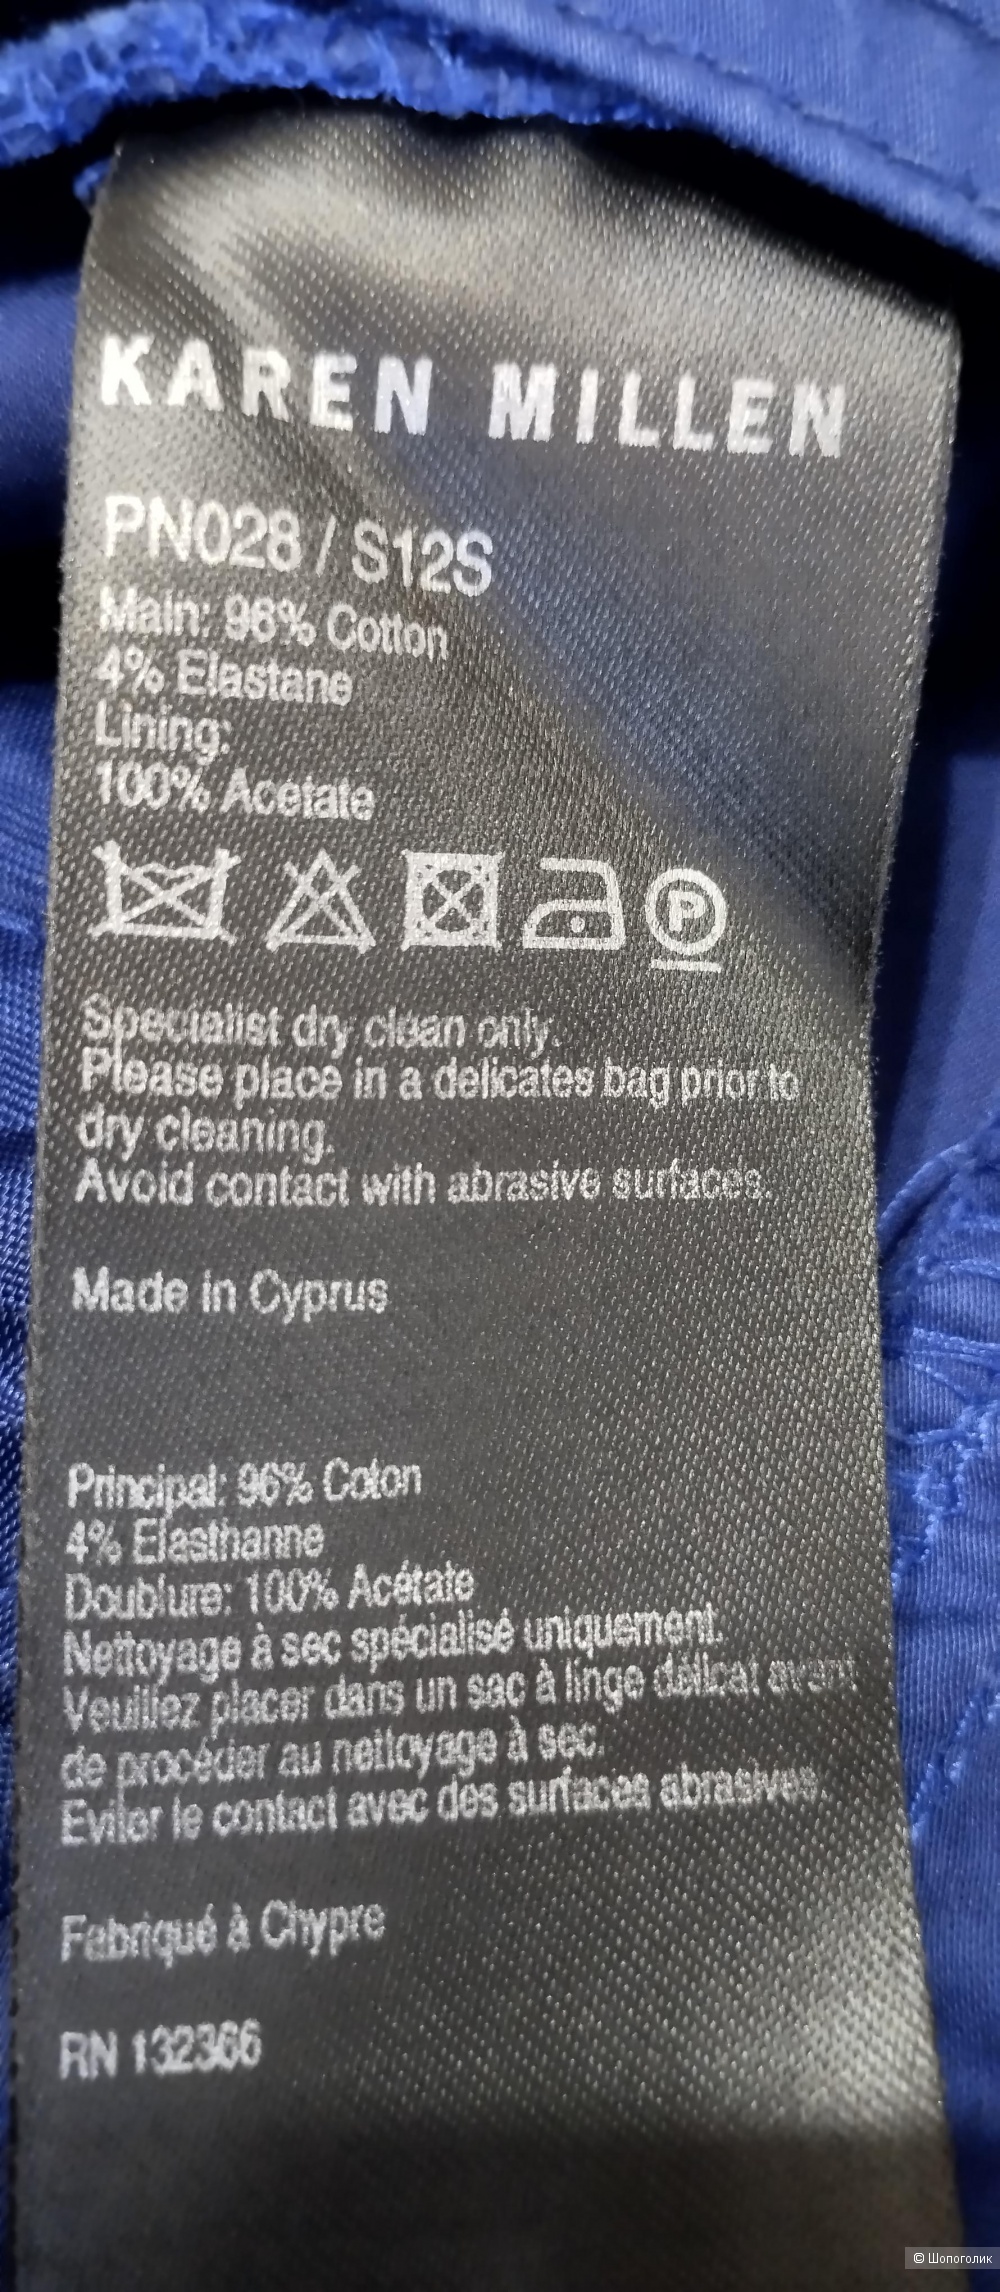 KAREN MILLEN
PN028 / S12S
Main: 96% Cotton
4% Elastane
Lining:
100% Acetate
P
Specialist dry clean only.
Please place in a delicates bag prior to
dry cleaning.
Avoid contact with abrasive surfaces.
Made in Cyprus
Principal: 96% Coton
4% Elasthanne
Doublure: 100% Acétate
Nettoyage à sec spécialisé uniquement.
Veuillez placer dans un sac à linge délicat avant
de procéder au nettoyage à sec.
Eviter le contact avec des surfaces abrasives.
Fabriqué à Chypre
RN 132366
© Шопоголик